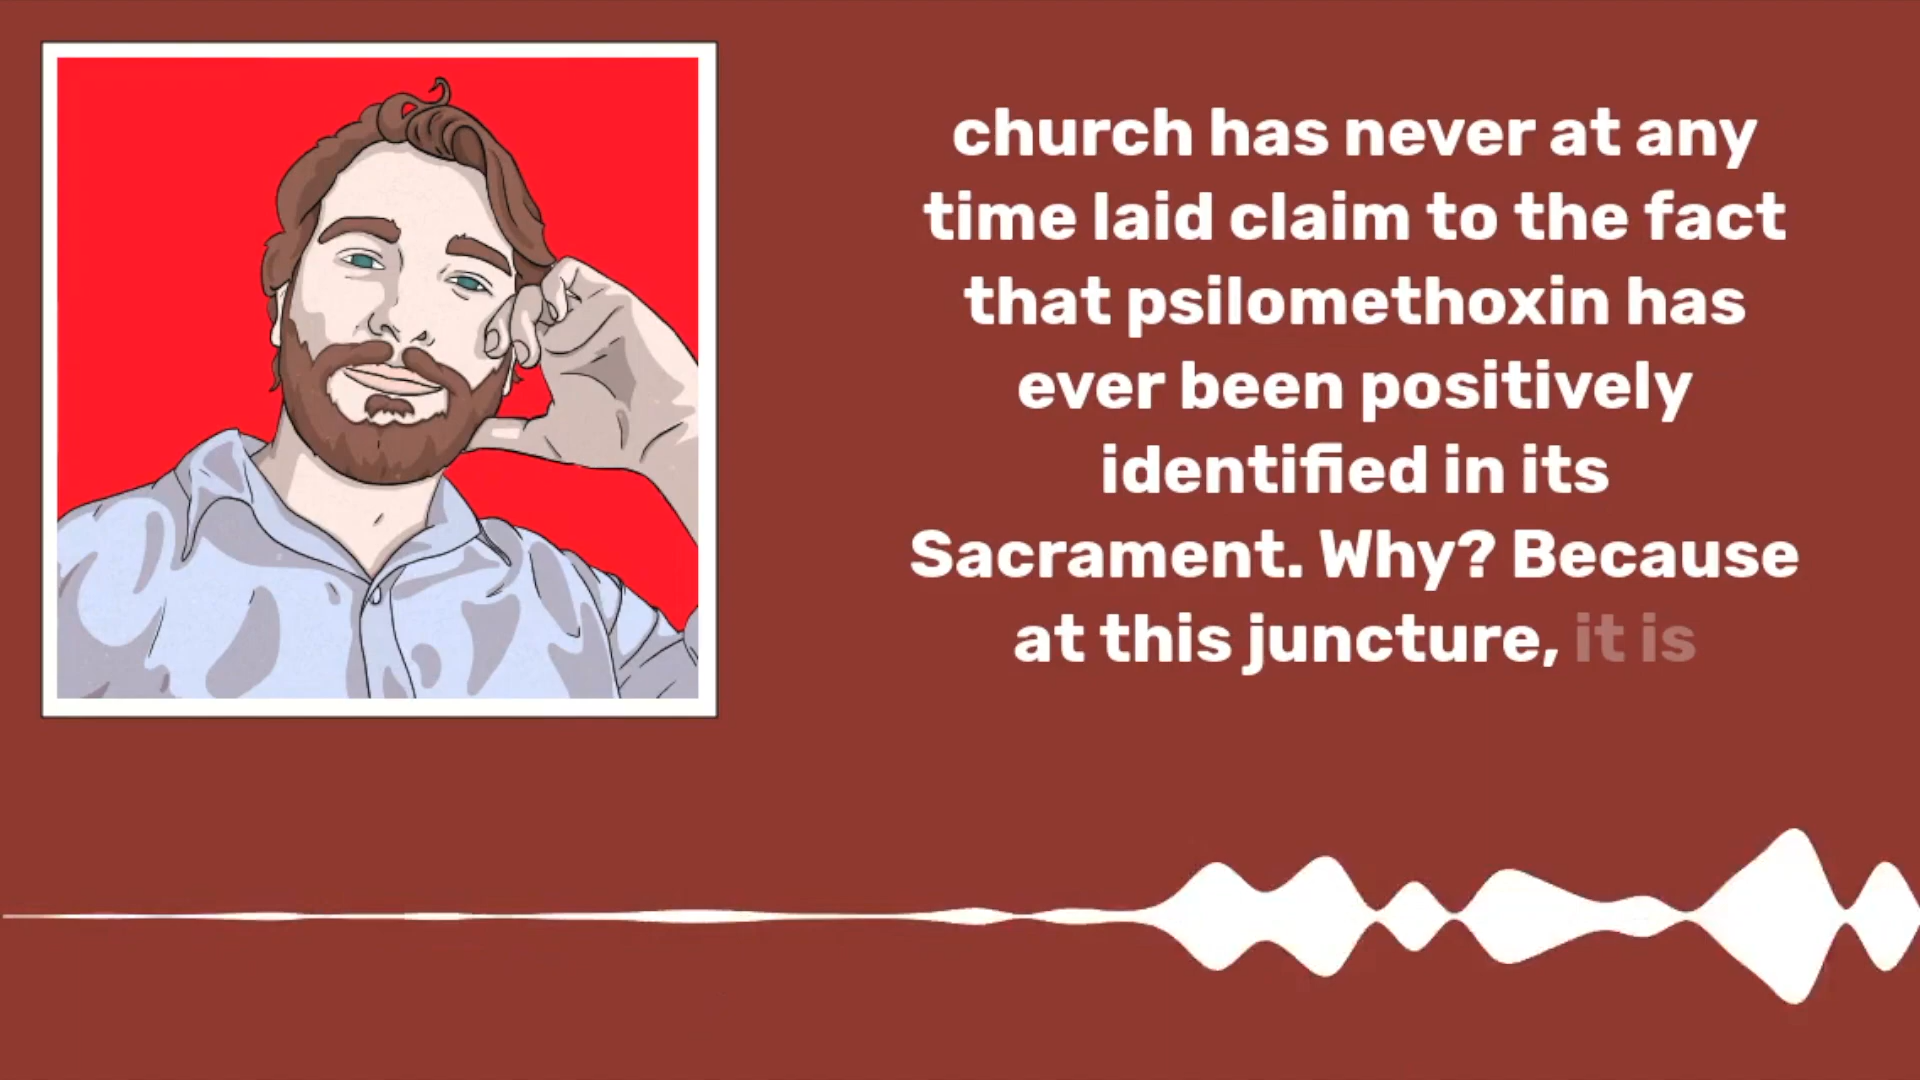 church has never at any
time laid claim to the fact
that psilomethoxin has
ever been positively
identified in its
Sacrament. Why? Because
at this juncture, it is